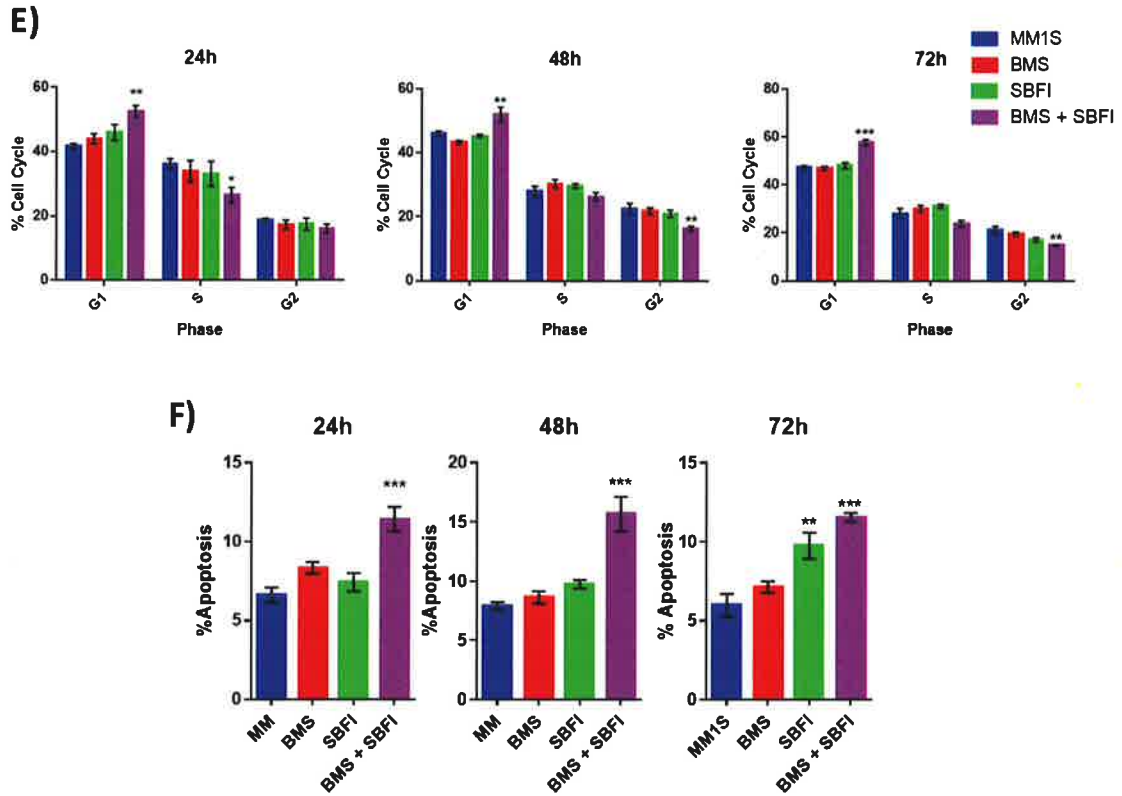 E)
24h
48h
72h
MM1S
BMS
SBFI
BMS + SBFI
% Cell Cycle
60
40
20
0
**
*
G1
S
G2
Phase
% Cell Cycle
60
40
20
0
**
**
G1
S
G2
Phase
% Cell Cycle
80
60
40
20
0
***
**
G1
S
G2
Phase
F)
24h
48h
72h
%Apoptosis
15
10
5
0
***
MM
BMS
SBFI
BMS + SBFI
%Apoptosis
20
15
10
5
0
***
MM
BMS
SBFI
BMS + SBFI
% Apoptosis
15
10
5
0
**
***
MM1S
BMS
SBFI
BMS + SBFI